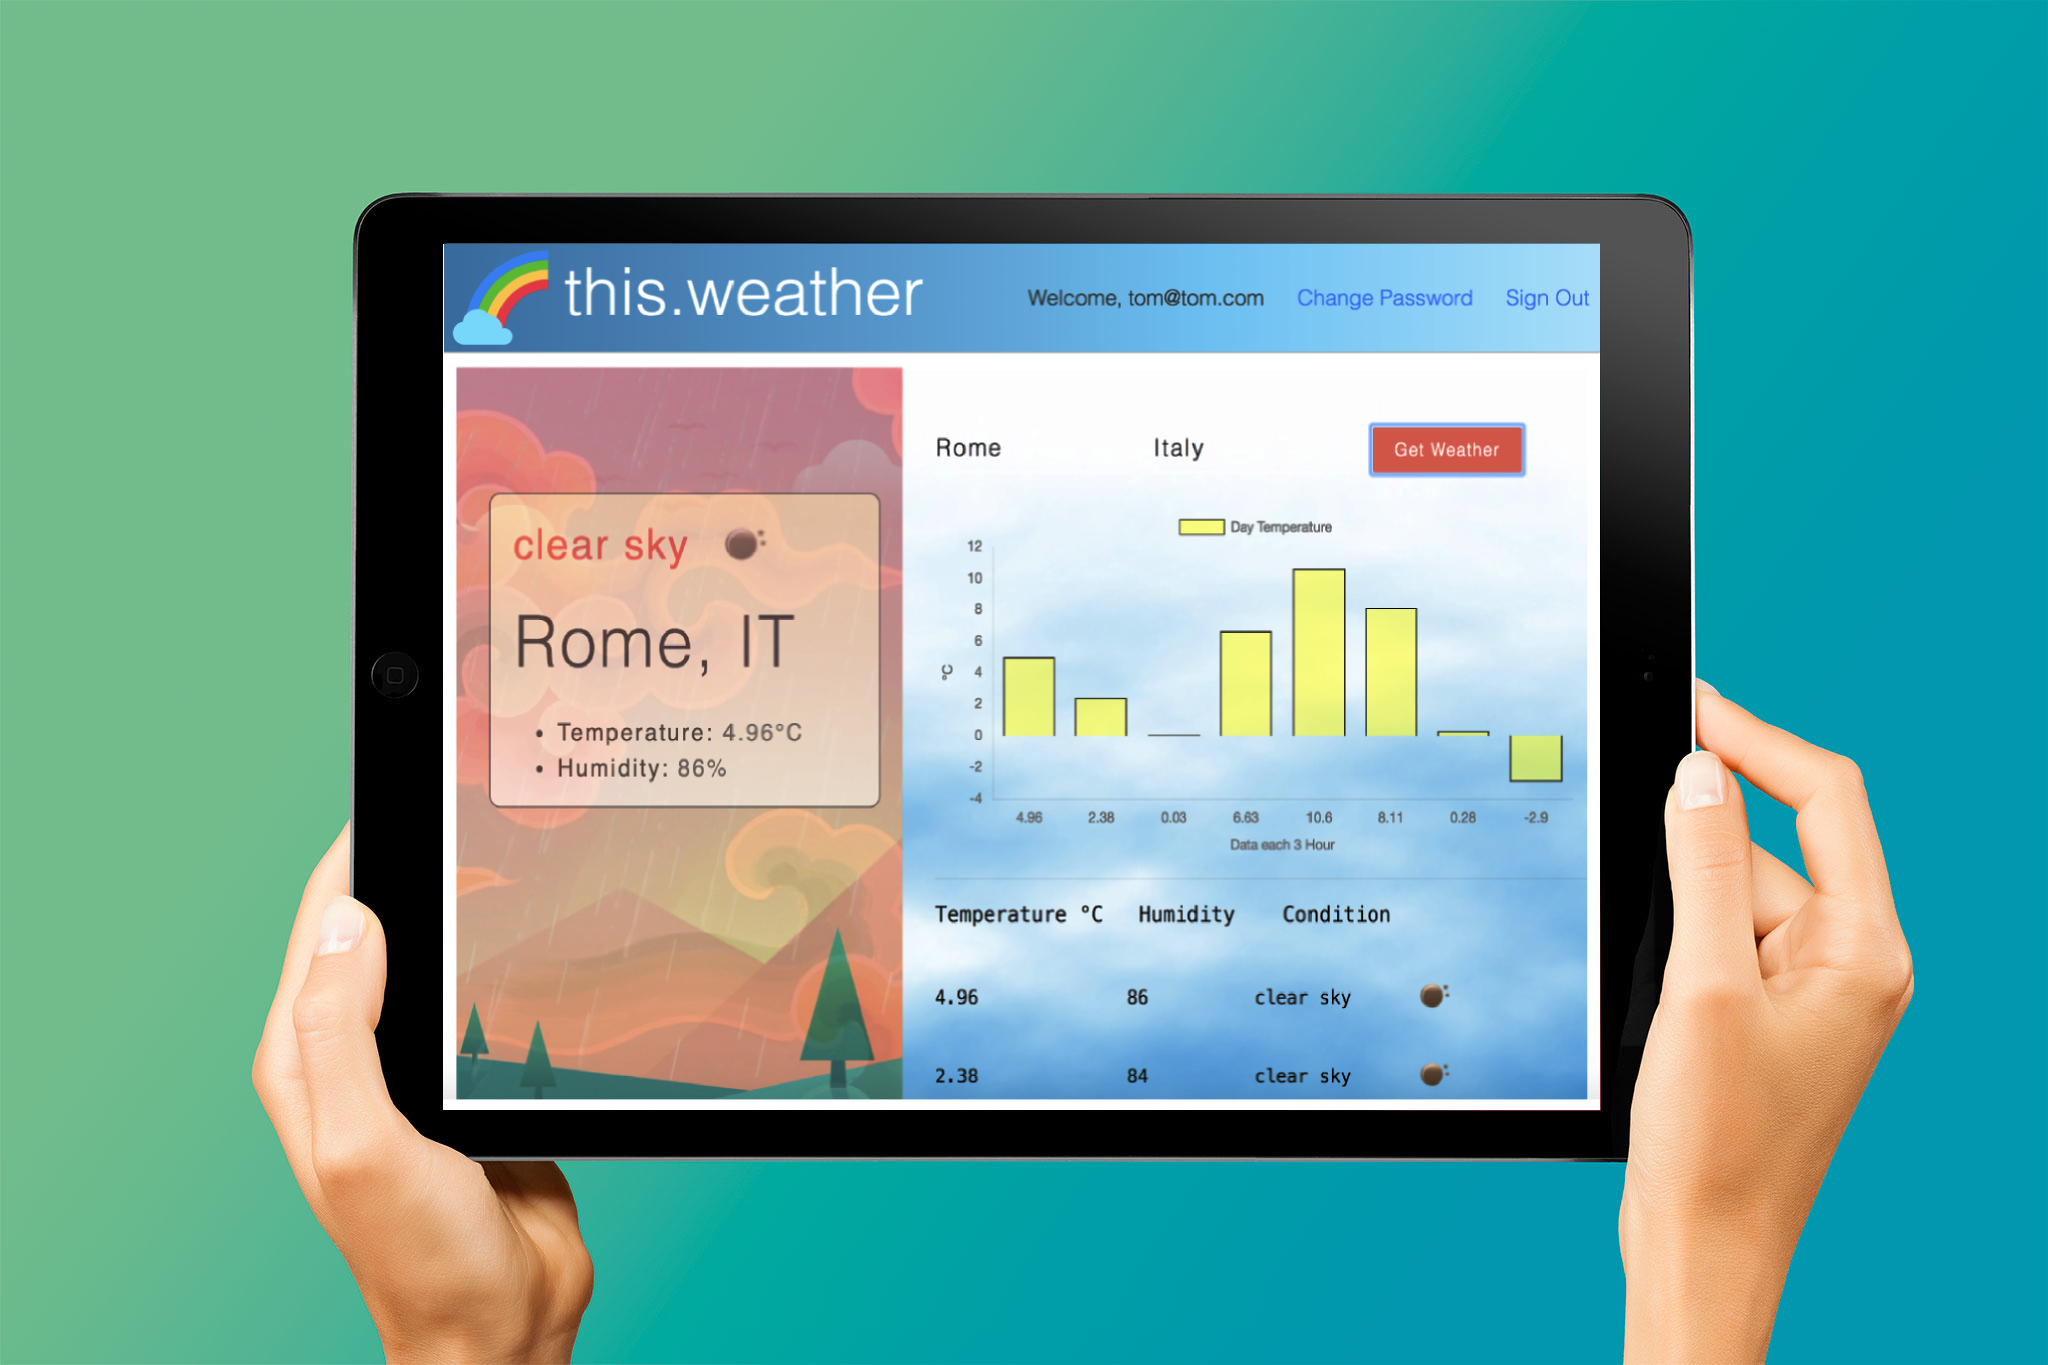 this.weather
Welcome, tom@tom.com Change Password Sign Out
clear sky
Rome, IT
• Temperature: 4.96°C
• Humidity: 86%
Rome Italy Get Weather
Day Temperature
12
10
8
6
4
2
0
-2
-4
°C
4.96 2.38 0.03 6.63 10.6 8.11 0.28 -2.9
Data each 3 Hour
Temperature °C Humidity Condition
4.96 86 clear sky
2.38 84 clear sky